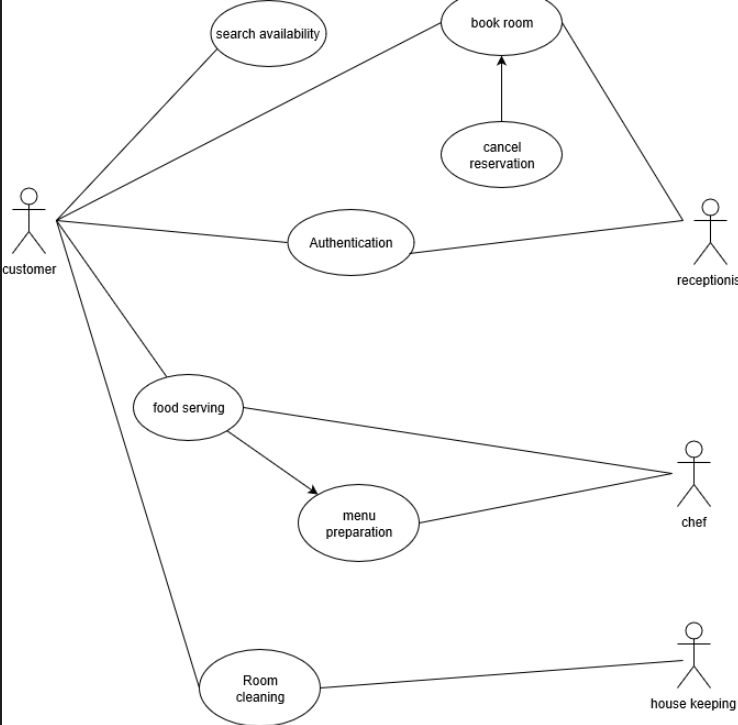 search availability
book room
cancel
reservation
Authentication
customer
receptionis
food serving
menu
preparation
chef
Room
cleaning
house keeping